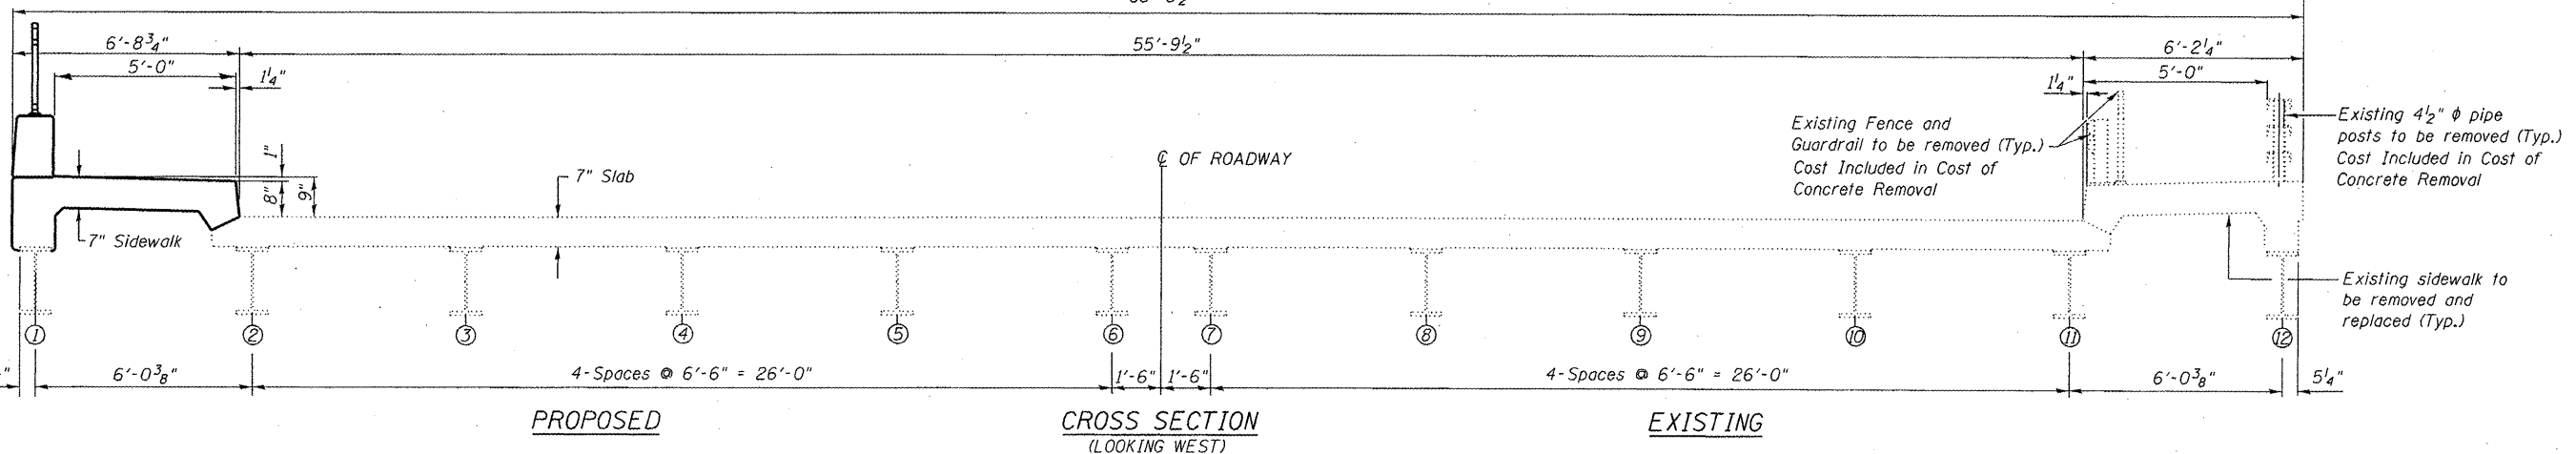 6'-8¾" 55'-9½" 6'-2¼"
5'-0" 1¼" 1¼" 5'-0"
Existing Fence and
Guardrail to be removed (Typ.)
Cost Included in Cost of
Concrete Removal
Existing 4½" ϕ pipe
posts to be removed (Typ.)
Cost Included in Cost of
Concrete Removal
℄ OF ROADWAY
1"
8"
9"
7" Slab
7" Sidewalk
Existing sidewalk to
be removed and
replaced (Typ.)
1 2 3 4 5 6 7 8 9 10 11 12
6'-0⅜" 4-Spaces @ 6'-6" = 26'-0" 1'-6" 1'-6" 4-Spaces @ 6'-6" = 26'-0" 6'-0⅜" 5¼"
PROPOSED CROSS SECTION EXISTING
(LOOKING WEST)